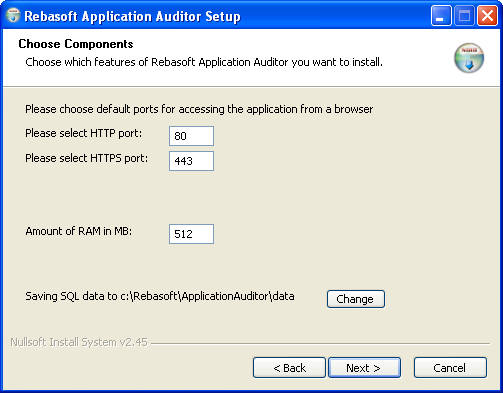 Rebasoft Application Auditor Setup
Choose Components
Choose which features of Rebasoft Application Auditor you want to install.
Please choose default ports for accessing the application from a browser
Please select HTTP port: 80
Please select HTTPS port: 443
Amount of RAM in MB: 512
Saving SQL data to c:\Rebasoft\ApplicationAuditor\data Change
Nullsoft Install System v2.45
< Back Next > Cancel